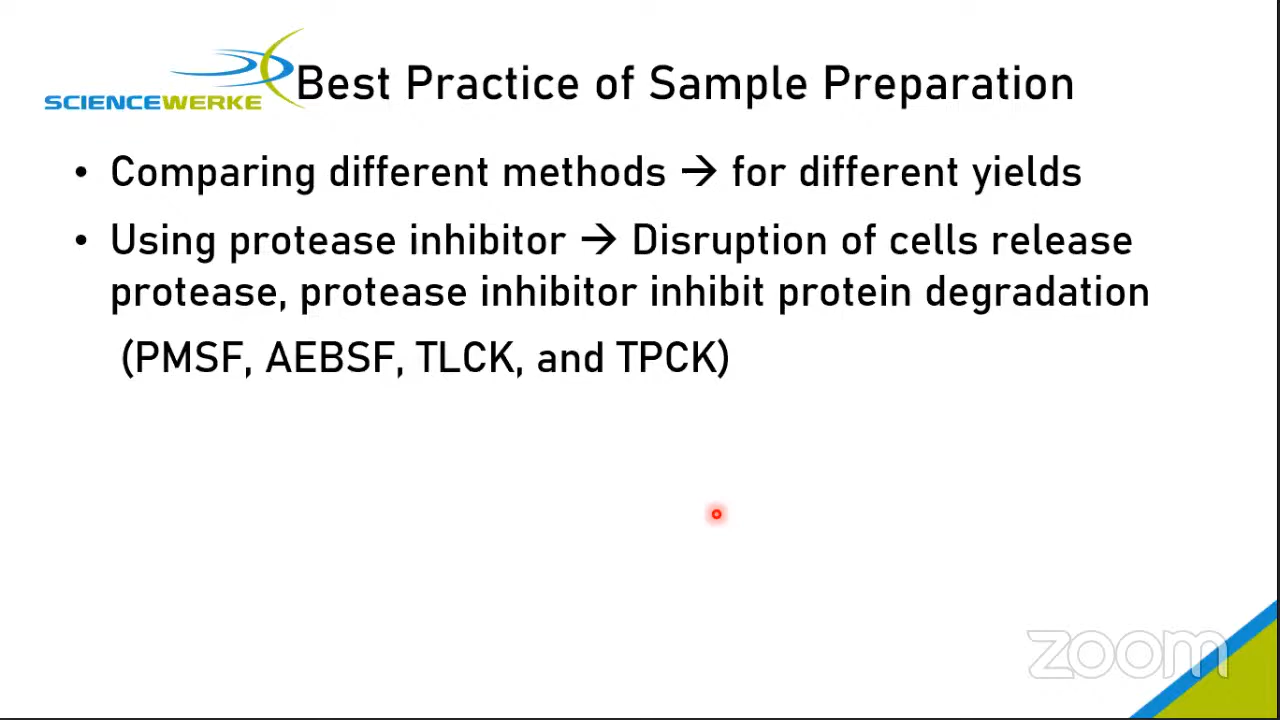 SCIENCEWERKE
Best Practice of Sample Preparation
• Comparing different methods → for different yields
• Using protease inhibitor → Disruption of cells release
protease, protease inhibitor inhibit protein degradation
(PMSF, AEBSF, TLCK, and TPCK)
zoom